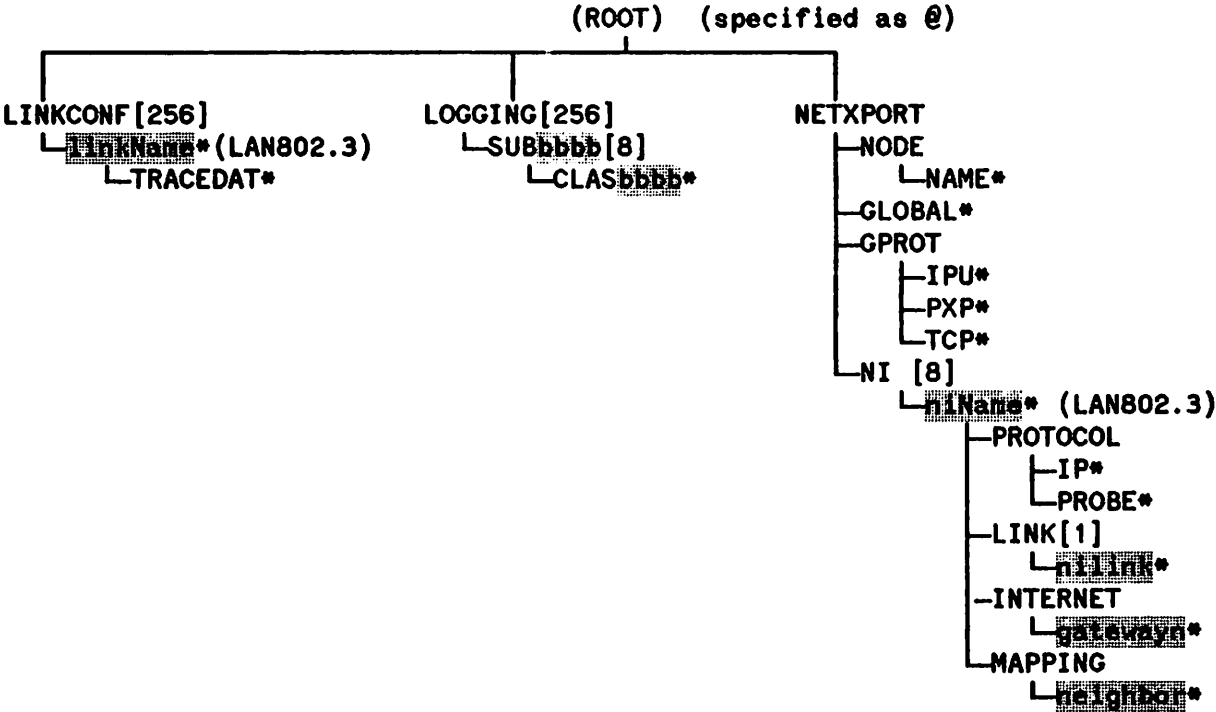 (ROOT) (specified as @)
LINKCONF[256] LOGGING[256] NETXPORT
linkName*(LAN802.3) SUBbbbb[8] NODE
TRACEDAT* CLASbbbb* NAME*
GLOBAL*
GPROT
IPU*
PXP*
TCP*
NI [8]
niName* (LAN802.3)
PROTOCOL
IP*
PROBE*
LINK[1]
nilink*
INTERNET
gatewayn*
MAPPING
neighbor*